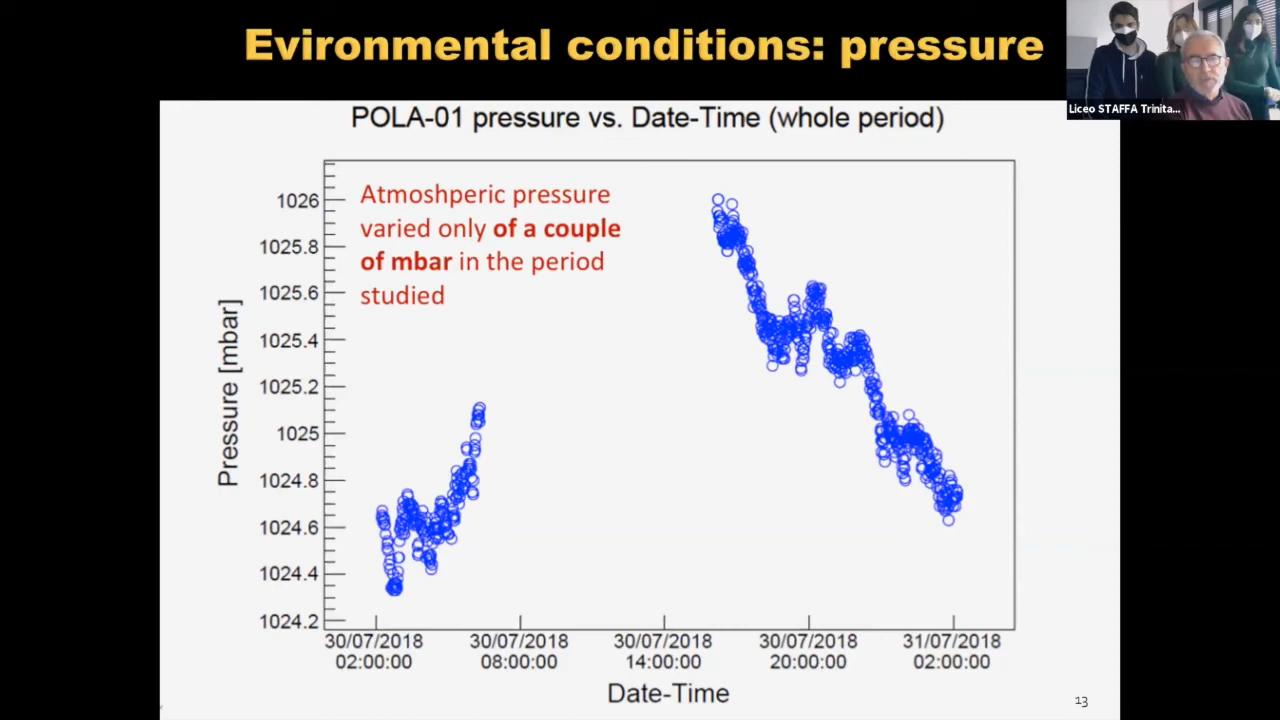 Evironmental conditions: pressure
Liceo STAFFA Trinita...
POLA-01 pressure vs. Date-Time (whole period)
Atmoshperic pressure
varied only of a couple
of mbar in the period
studied
Pressure [mbar]
1026
1025.8
1025.6
1025.4
1025.2
1025
1024.8
1024.6
1024.4
1024.2
30/07/2018 30/07/2018 30/07/2018 30/07/2018 31/07/2018
02:00:00 08:00:00 14:00:00 20:00:00 02:00:00
Date-Time
13